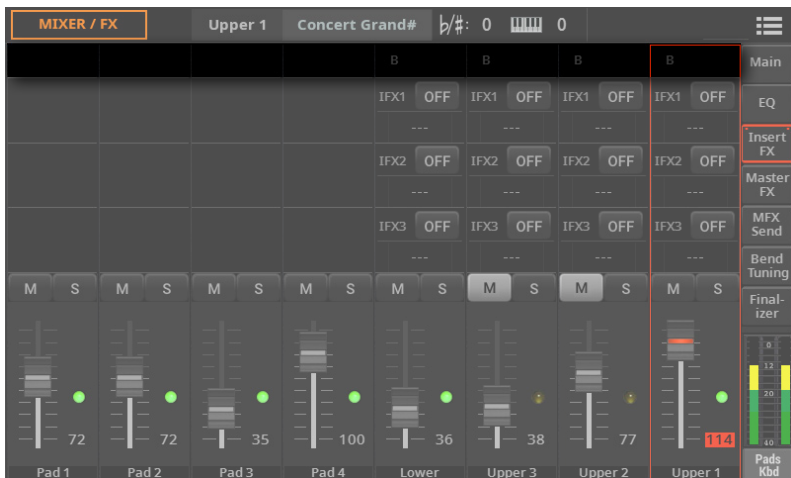 MIXER / FX Upper 1 Concert Grand# ♭/#: 0 0
B B B B Main
IFX1 OFF IFX1 OFF IFX1 OFF IFX1 OFF EQ
--- --- --- --- Insert FX
IFX2 OFF IFX2 OFF IFX2 OFF IFX2 OFF Master FX
--- --- --- ---
IFX3 OFF IFX3 OFF IFX3 OFF IFX3 OFF MFX Send
--- --- --- --- Bend Tuning
M S M S M S M S M S M S M S M S Final-izer
0
12
20
72 72 35 100 36 38 77 114 40
Pad 1 Pad 2 Pad 3 Pad 4 Lower Upper 3 Upper 2 Upper 1 Pads Kbd